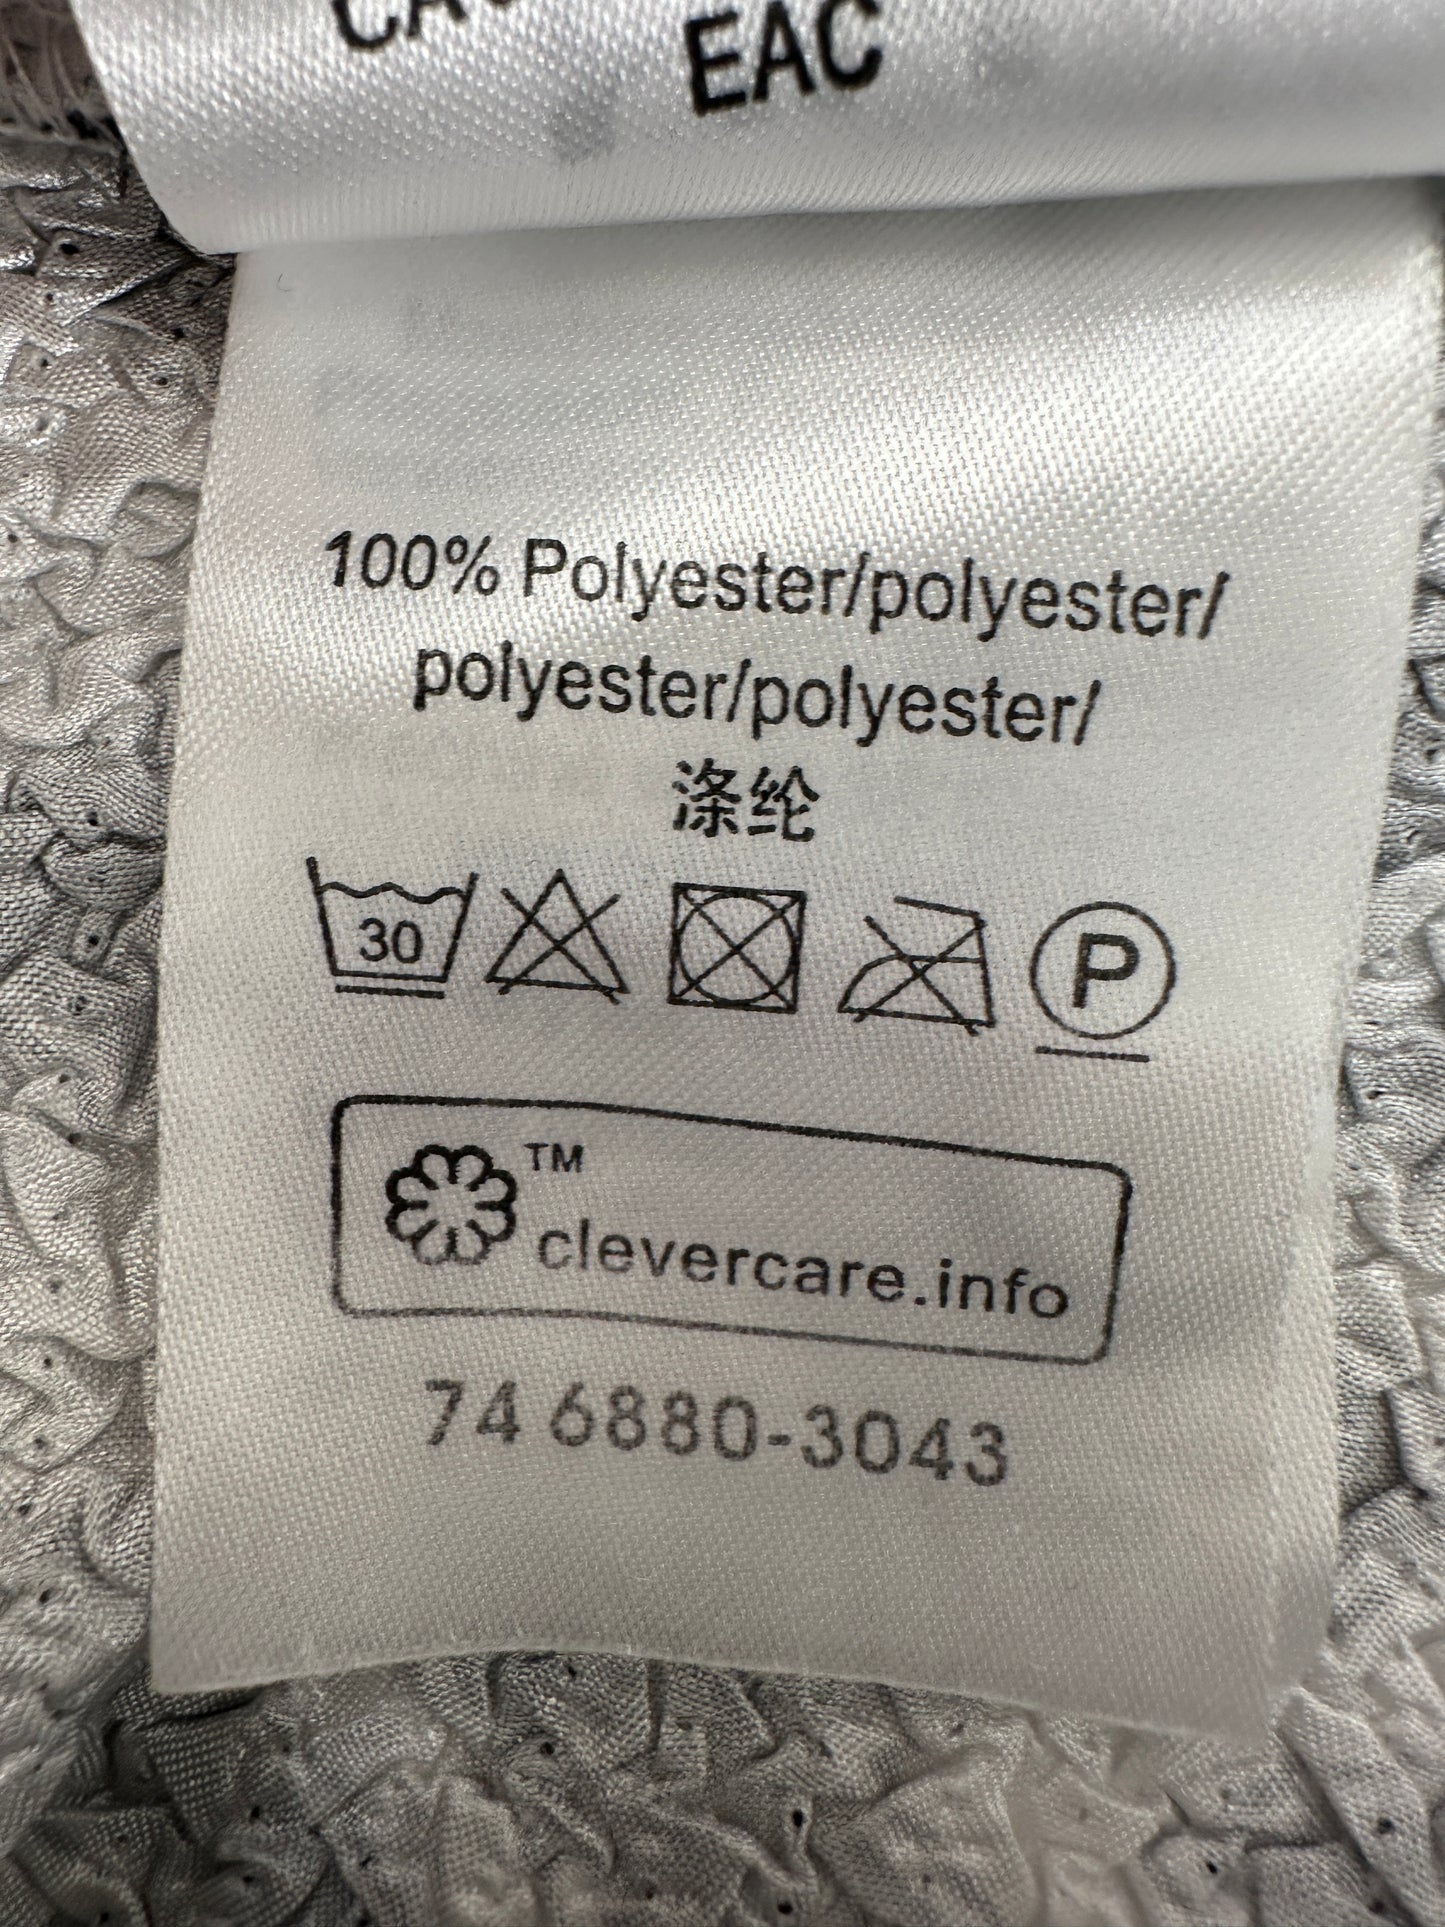 EAC
100% Polyester/polyester/
polyester/polyester/
涤纶
30
P
TM
clevercare.info
74 6880-3043